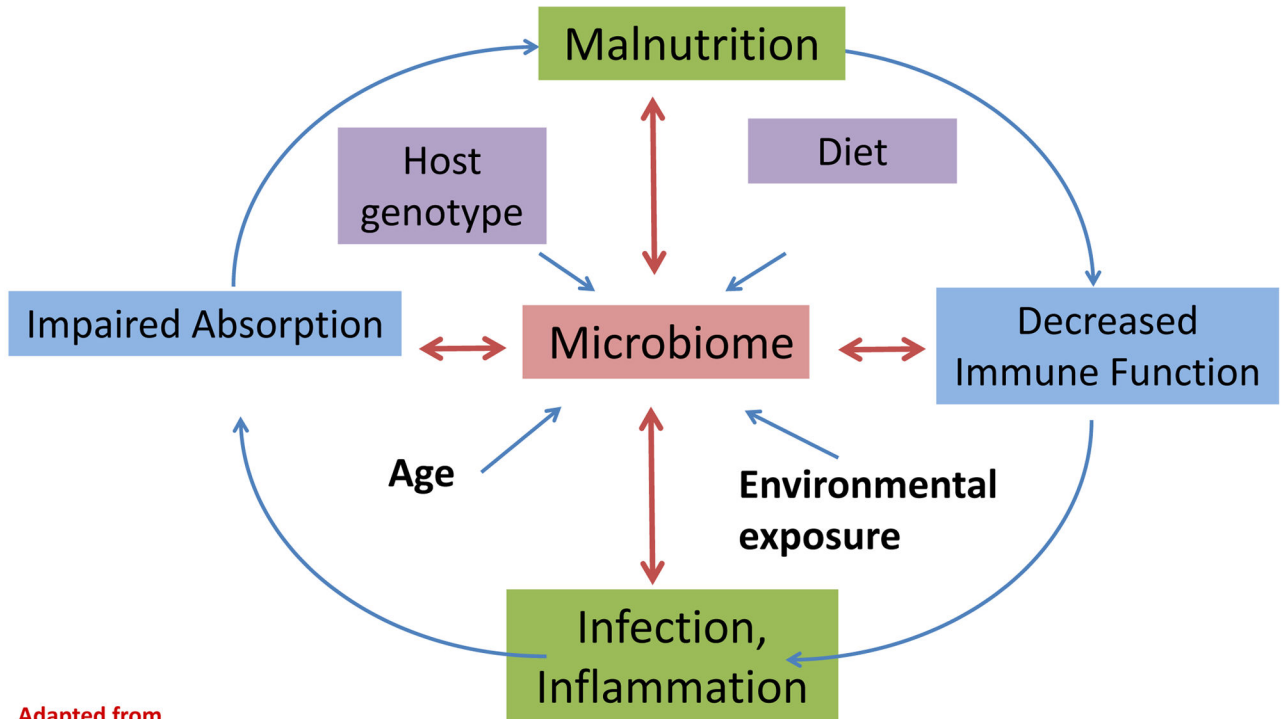 Malnutrition
Host
genotype
Diet
Impaired Absorption
Microbiome
Decreased
Immune Function
Age
Environmental
exposure
Infection,
Inflammation
Adapted from